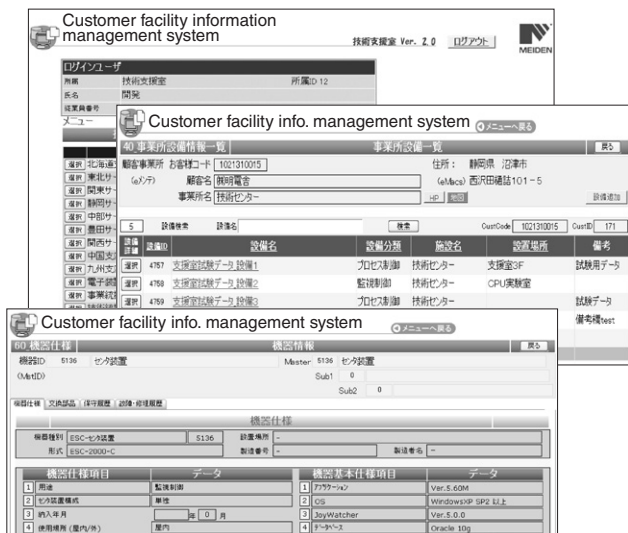 Customer facility information
management system
技術支援室 Ver. 2.0 ログアウト
MEIDEN
ログインユーザ
所属 技術支援室 所属ID 12
氏名 開発
従業員番号
メニュー
選択 北海道
選択 東北サー
選択 関東サー
選択 静岡サー
選択 中部サー
選択 豊田サー
選択 関西サー
選択 中国支
選択 九州支
選択 電子装
選択 事業統
Customer facility info. management system メニューへ戻る
40 事業所設備情報一覧 事業所設備一覧 戻る
顧客事業所 お客様コード 1021310015 住所： 静岡県 沼津市
(eメンテ) 顧客名 ㈱明電舎 (eMacs) 西沢田樋詰101-5
事業所名 技術センター HP 地図 設備追加
5 設備検索 設備名 検索 CustCode 1021310015 CustID 171
設備詳細 設備ID 設備名 設備分類 施設名 設置場所 備考
選択 4757 支援室試験データ_設備1 プロセス制御 技術センター 支援室3F 試験用データ
選択 4758 支援室試験データ_設備2 監視制御 技術センター CPU実験室
選択 4759 支援室試験データ_設備3 プロセス制御 技術センター 試験データ
備考欄test
Customer facility info. management system メニューへ戻る
60 機器仕様 機器情報 戻る
機器ID 5136 センタ装置 Master 5136 センタ装置
(MstID) Sub1 0
Sub2 0
機器仕様 交換部品 保守履歴 故障・修理履歴
機器仕様
機器種別 ESC-センタ装置 5136 設置場所 -
形式 ESC-2000-C 製造番号 - 製造者名 -
機器仕様項目 データ 機器基本仕様項目 データ
1 用途 監視制御 1 アプリケーション Ver.5.60M
2 センタ装置構成 単独 2 OS WindowsXP SP2 以上
3 納入年月 年 0 月 3 JoyWatcher Ver.5.0.0
4 使用場所 (屋内/外) 屋内 4 データベース Oracle 10g